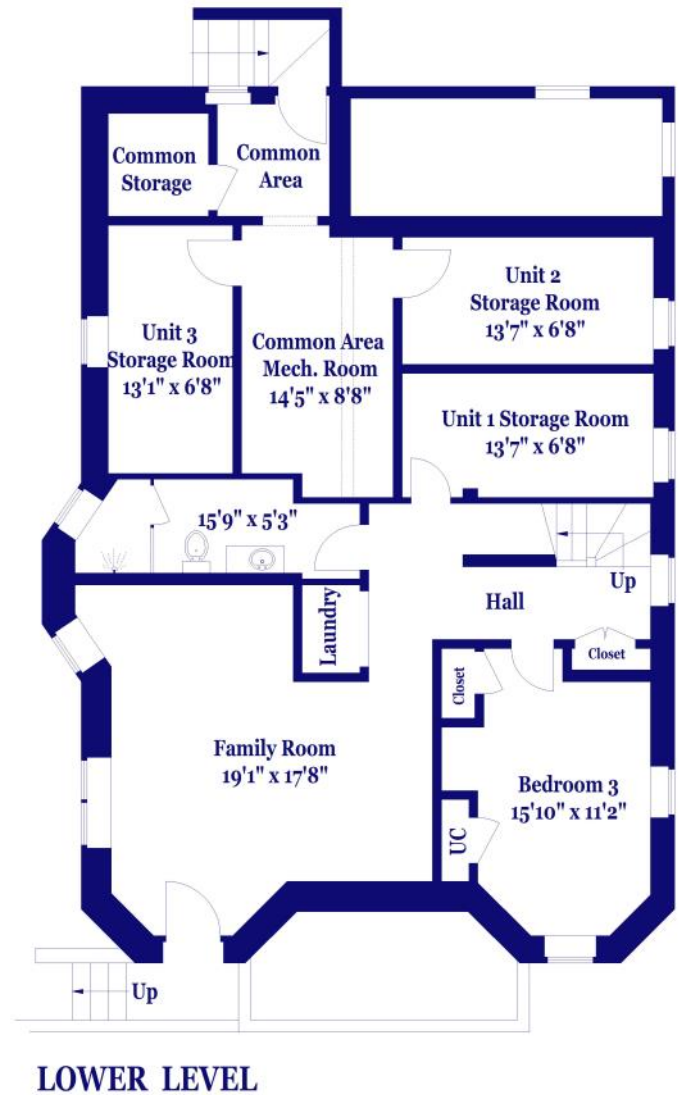 Common
Storage
Common
Area
Unit 3
Storage Room
13'1" x 6'8"
Common Area
Mech. Room
14'5" x 8'8"
Unit 2
Storage Room
13'7" x 6'8"
Unit 1 Storage Room
13'7" x 6'8"
15'9" x 5'3"
Laundry
Hall
Up
Closet
Closet
Family Room
19'1" x 17'8"
Bedroom 3
15'10" x 11'2"
UC
Up
LOWER LEVEL